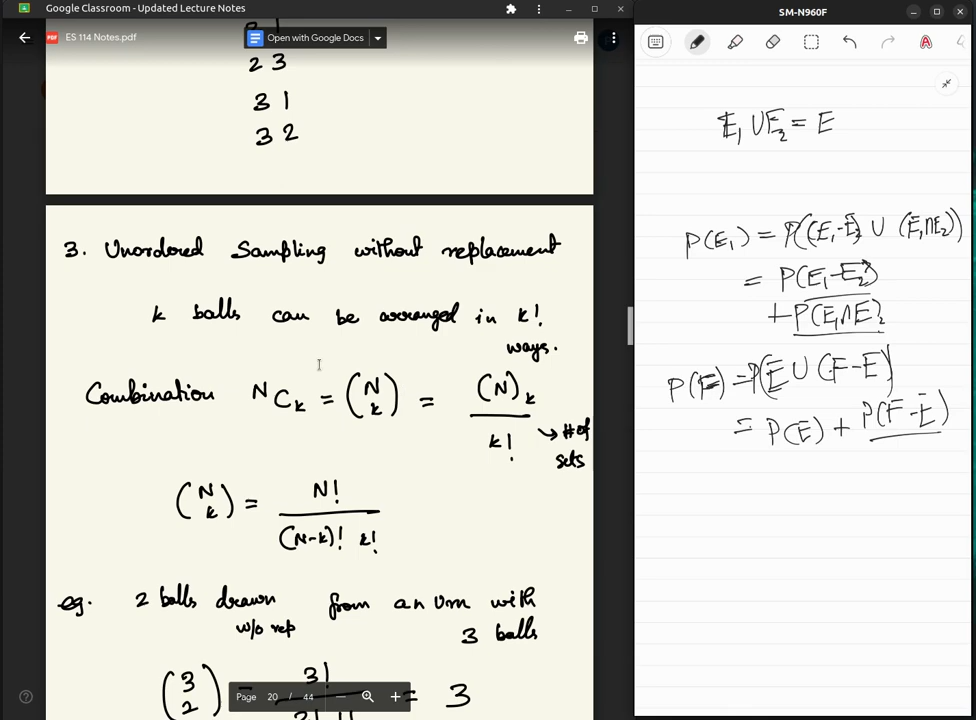 Google Classroom - Updated Lecture Notes
ES 114 Notes.pdf
Open with Google Docs
2 3
3 1
3 2
3. Unordered Sampling without replacement
k balls can be arranged in k!
ways.
Combination NCk = (N k) = (N)k / k!
→ # of
sets
(N k) = N! / (N-k)! k!
eg. 2 balls drawn from an urn with
w/o rep
3 balls
(3 2) = 3! / 2! 1! = 3
Page 20 / 44
SM-N960F
E1 ∪ E2 = E
P(E1) = P((E1-E2) ∪ (E1∩E2))
= P(E1-E2)
+ P(E1∩E)2
P(F) = P(E ∪ (F-E))
= P(E) + P(F-E)